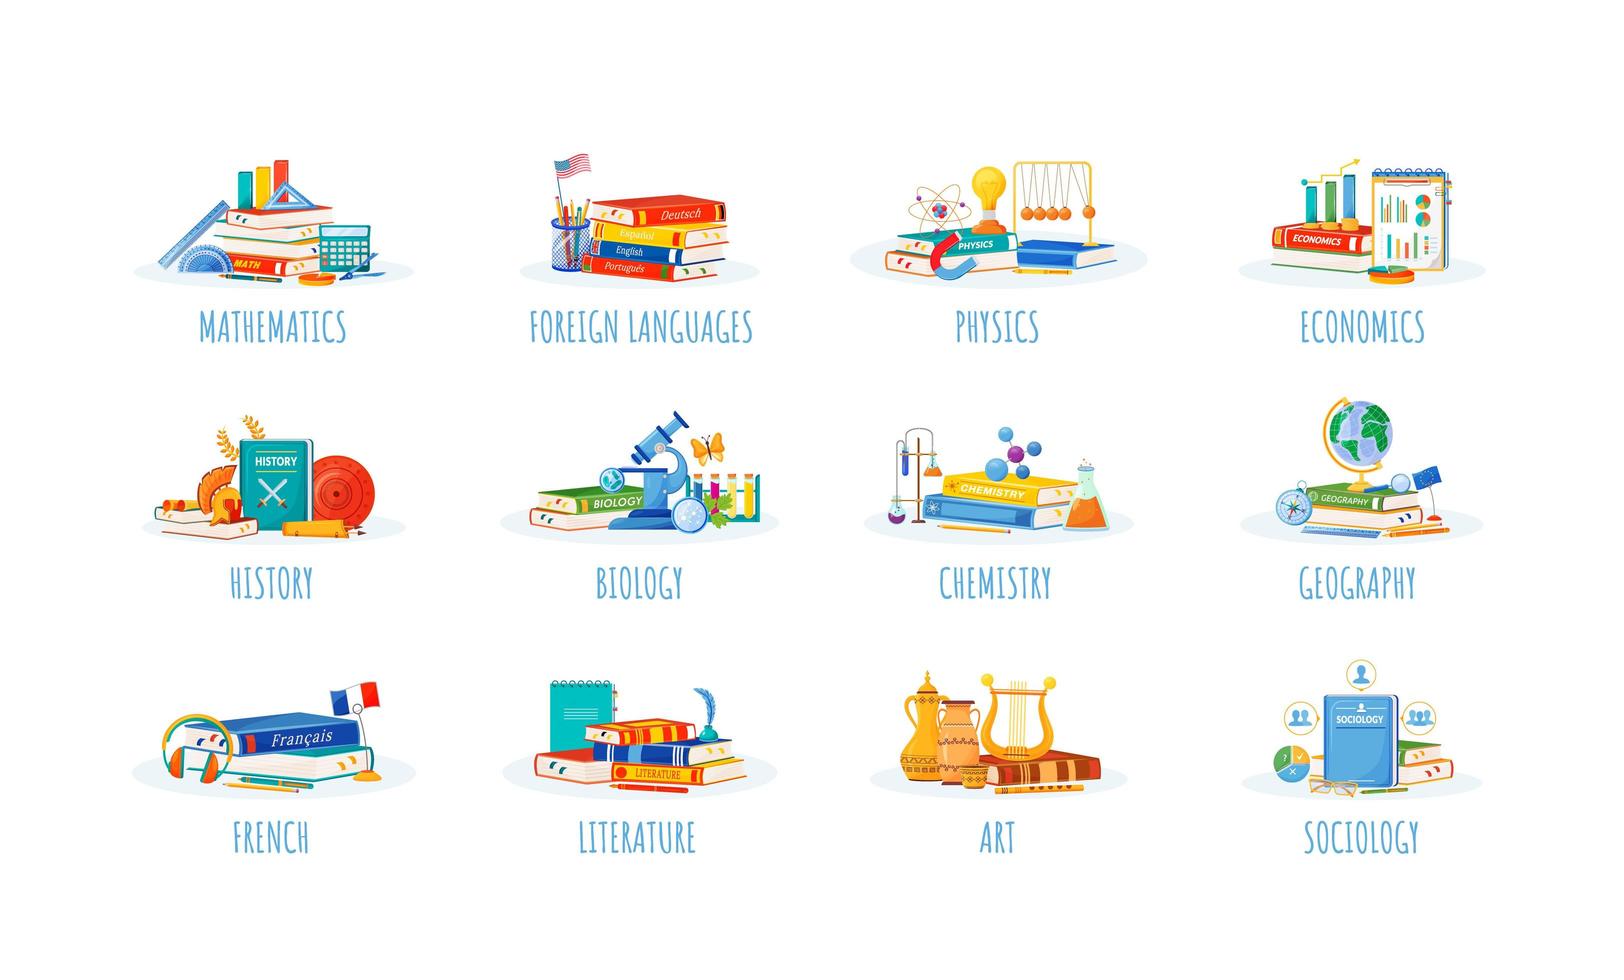 MATH
MATHEMATICS
Deutsch
Español
English
Português
FOREIGN LANGUAGES
PHYSICS
PHYSICS
ECONOMICS
ECONOMICS
HISTORY
HISTORY
BIOLOGY
BIOLOGY
CHEMISTRY
CHEMISTRY
GEOGRAPHY
GEOGRAPHY
Français
FRENCH
LITERATURE
LITERATURE
ART
SOCIOLOGY
?
SOCIOLOGY